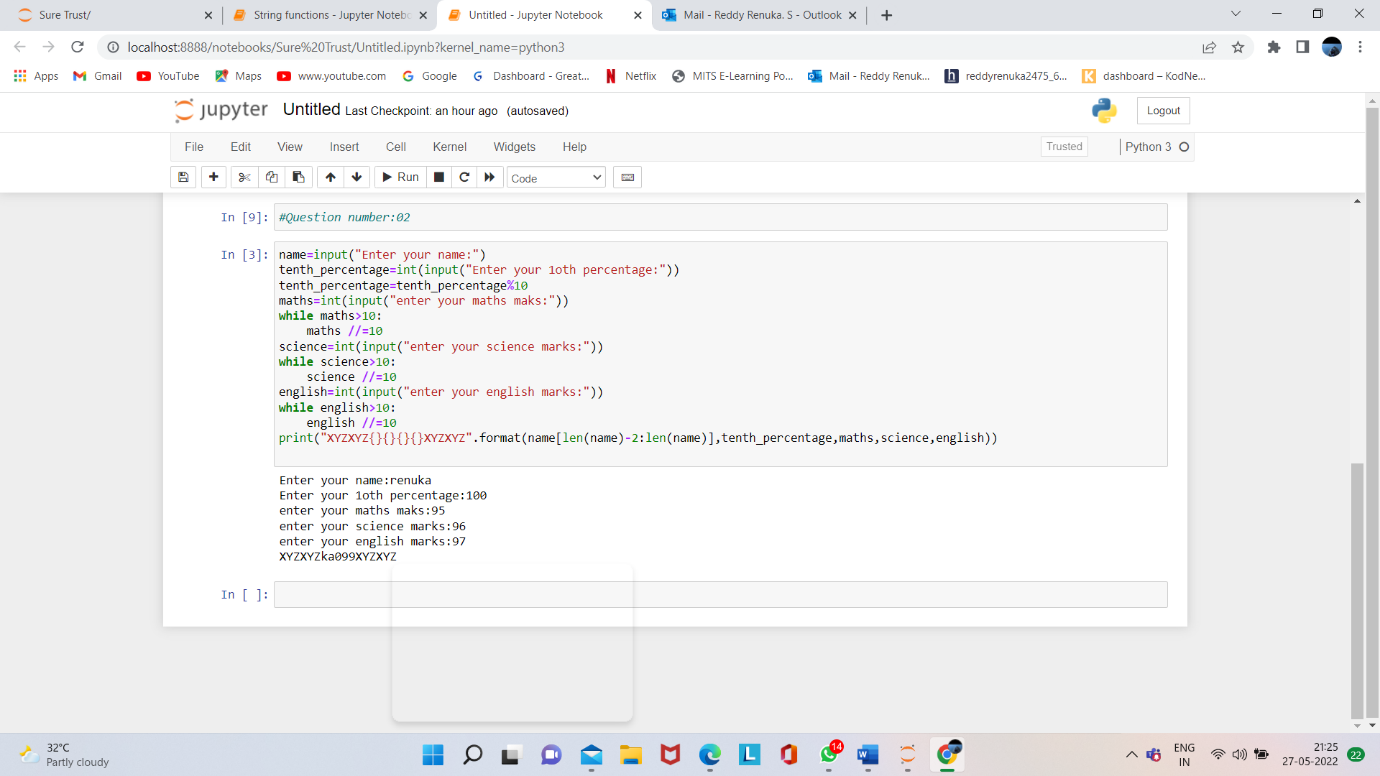 Sure Trust/
String functions - Jupyter Notebo
Untitled - Jupyter Notebook
Mail - Reddy Renuka. S - Outlook
localhost:8888/notebooks/Sure%20Trust/Untitled.ipynb?kernel_name=python3
Apps Gmail YouTube Maps www.youtube.com Google Dashboard - Great... Netflix MITS E-Learning Po... Mail - Reddy Renuk... reddyrenuka2475_6... dashboard – KodNe...
jupyter Untitled Last Checkpoint: an hour ago (autosaved)
Logout
File Edit View Insert Cell Kernel Widgets Help
Trusted Python 3
Run Code
In [9]: #Question number:02
In [3]: name=input("Enter your name:")
tenth_percentage=int(input("Enter your 1oth percentage:"))
tenth_percentage=tenth_percentage%10
maths=int(input("enter your maths maks:"))
while maths>10:
    maths //=10
science=int(input("enter your science marks:"))
while science>10:
    science //=10
english=int(input("enter your english marks:"))
while english>10:
    english //=10
print("XYZXYZ{}{}{}{}XYZXYZ".format(name[len(name)-2:len(name)],tenth_percentage,maths,science,english))
Enter your name:renuka
Enter your 1oth percentage:100
enter your maths maks:95
enter your science marks:96
enter your english marks:97
XYZXYZka099XYZXYZ
In [ ]:
32°C
Partly cloudy
14
ENG
IN
21:25
27-05-2022
22